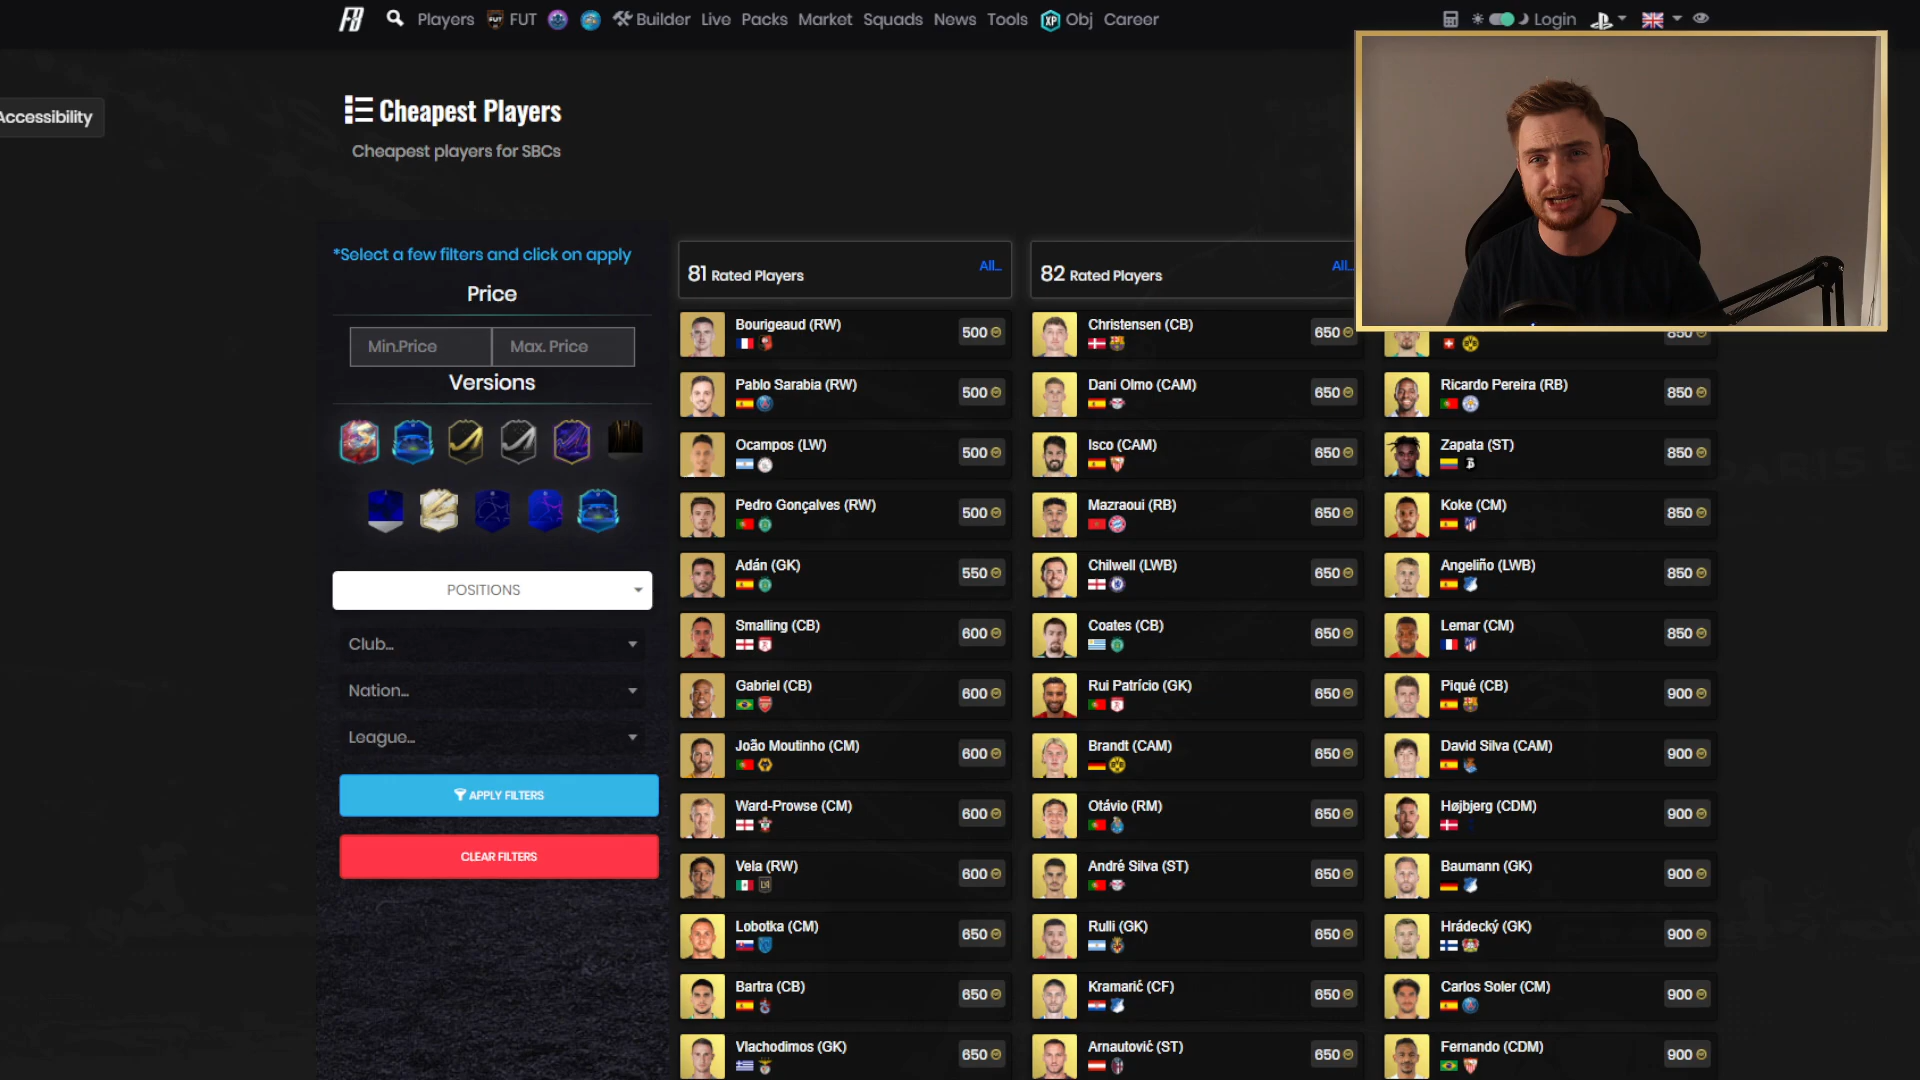 Players FUT Builder Live Packs Market Squads News Tools XP Obj Career Login
Accessibility
Cheapest Players
Cheapest players for SBCs
*Select a few filters and click on apply
Price
Min.Price Max. Price
Versions
POSITIONS
Club...
Nation...
League...
APPLY FILTERS
CLEAR FILTERS
81 Rated Players All...
Bourigeaud (RW) 500
Pablo Sarabia (RW) 500
Ocampos (LW) 500
Pedro Gonçalves (RW) 500
Adán (GK) 550
Smalling (CB) 600
Gabriel (CB) 600
João Moutinho (CM) 600
Ward-Prowse (CM) 600
Vela (RW) 600
Lobotka (CM) 650
Bartra (CB) 650
Vlachodimos (GK) 650
82 Rated Players All...
Christensen (CB) 650
Dani Olmo (CAM) 650
Isco (CAM) 650
Mazraoui (RB) 650
Chilwell (LWB) 650
Coates (CB) 650
Rui Patrício (GK) 650
Brandt (CAM) 650
Otávio (RM) 650
André Silva (ST) 650
Rulli (GK) 650
Kramarić (CF) 650
Arnautović (ST) 650
850
Ricardo Pereira (RB) 850
Zapata (ST) 850
Koke (CM) 850
Angeliño (LWB) 850
Lemar (CM) 850
Piqué (CB) 900
David Silva (CAM) 900
Højbjerg (CDM) 900
Baumann (GK) 900
Hrádecký (GK) 900
Carlos Soler (CM) 900
Fernando (CDM) 900